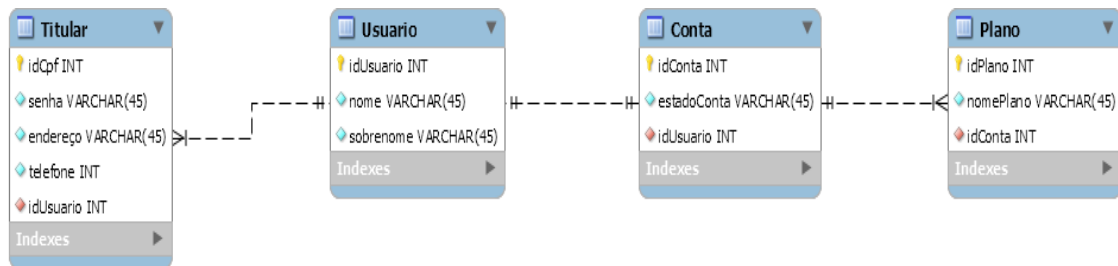 Titular
idCpf INT
senha VARCHAR(45)
endereço VARCHAR(45)
telefone INT
idUsuario INT
Indexes
Usuario
idUsuario INT
nome VARCHAR(45)
sobrenome VARCHAR(45)
Indexes
Conta
idConta INT
estadoConta VARCHAR(45)
idUsuario INT
Indexes
Plano
idPlano INT
nomePlano VARCHAR(45)
idConta INT
Indexes